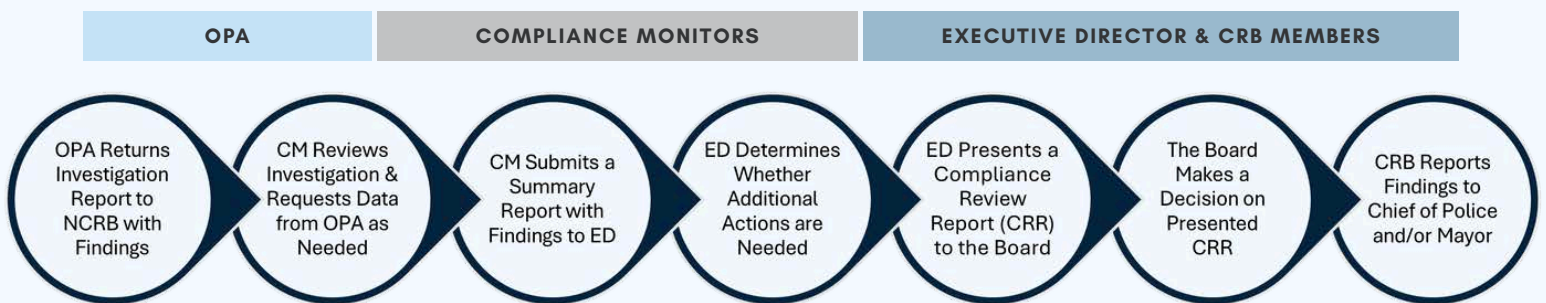 OPA
COMPLIANCE MONITORS
EXECUTIVE DIRECTOR & CRB MEMBERS
OPA Returns
Investigation
Report to
NCRB with
Findings
CM Reviews
Investigation &
Requests Data
from OPA as
Needed
CM Submits a
Summary
Report with
Findings to ED
ED Determines
Whether
Additional
Actions are
Needed
ED Presents a
Compliance
Review
Report (CRR)
to the Board
The Board
Makes a
Decision on
Presented
CRR
CRB Reports
Findings to
Chief of Police
and/or Mayor